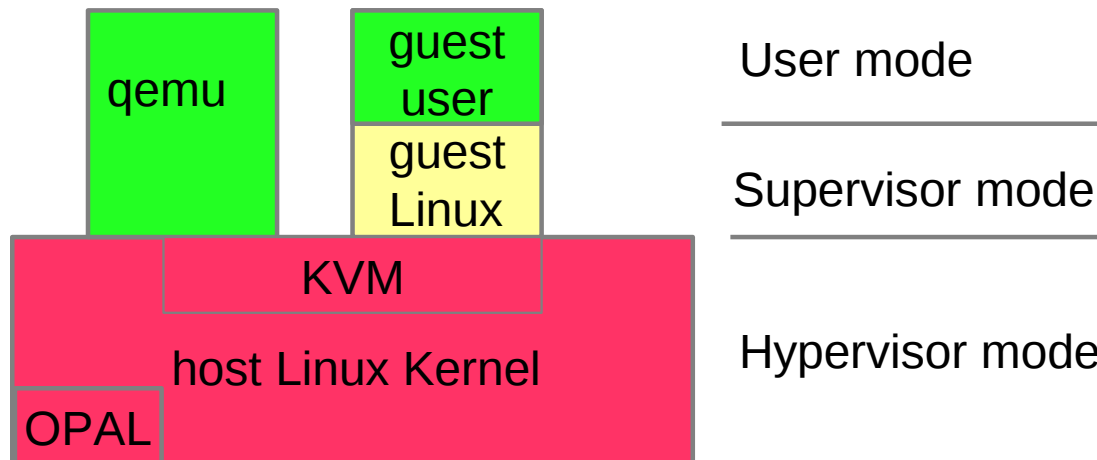 qemu
guest
user
guest
Linux
KVM
host Linux Kernel
OPAL
User mode
Supervisor mode
Hypervisor mode